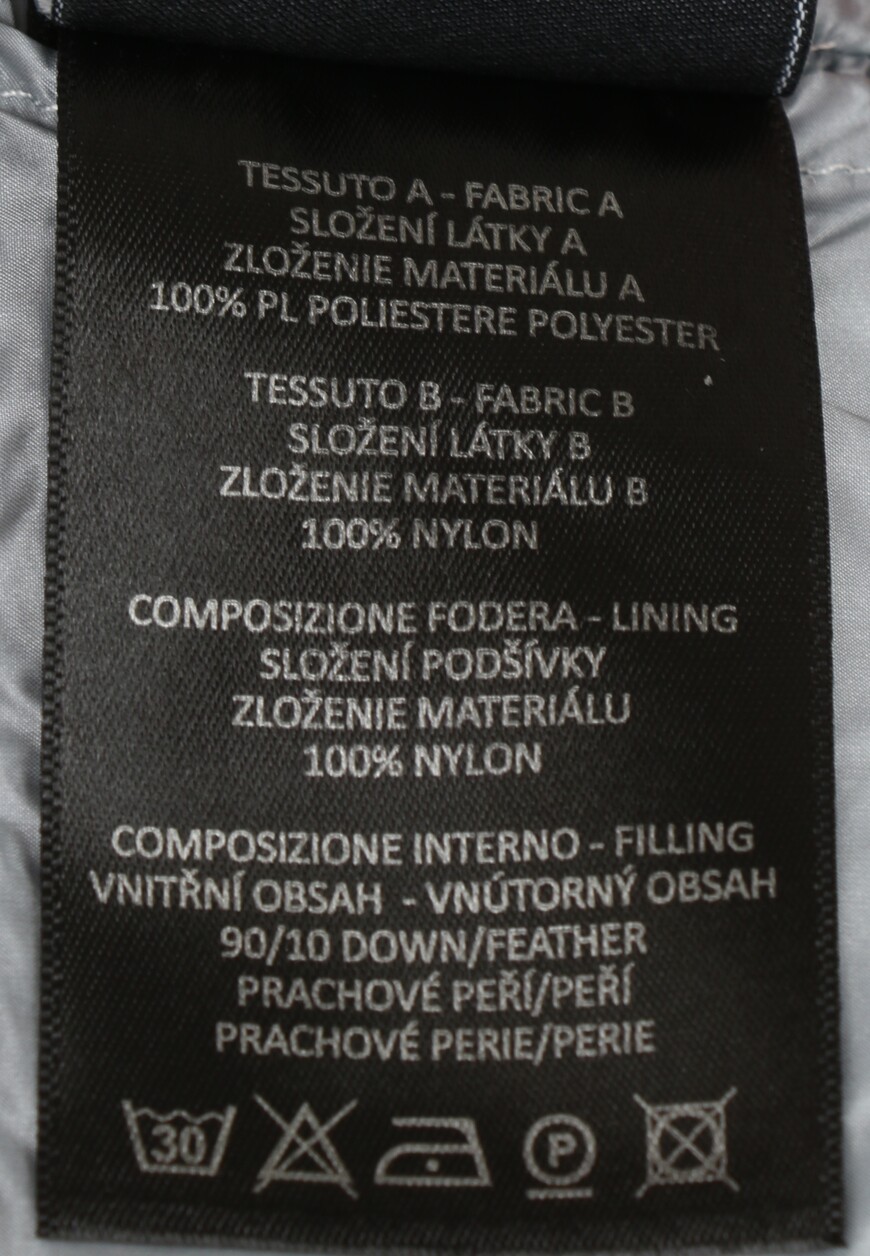 TESSUTO A - FABRIC A
SLOŽENÍ LÁTKY A
ZLOŽENIE MATERIÁLU A
100% PL POLIESTERE POLYESTER
TESSUTO B - FABRIC B
SLOŽENÍ LÁTKY B
ZLOŽENIE MATERIÁLU B
100% NYLON
COMPOSIZIONE FODERA - LINING
SLOŽENÍ PODŠÍVKY
ZLOŽENIE MATERIÁLU
100% NYLON
COMPOSIZIONE INTERNO - FILLING
VNITŘNÍ OBSAH - VNÚTORNÝ OBSAH
90/10 DOWN/FEATHER
PRACHOVÉ PEŘÍ/PEŘÍ
PRACHOVÉ PERIE/PERIE
30 P